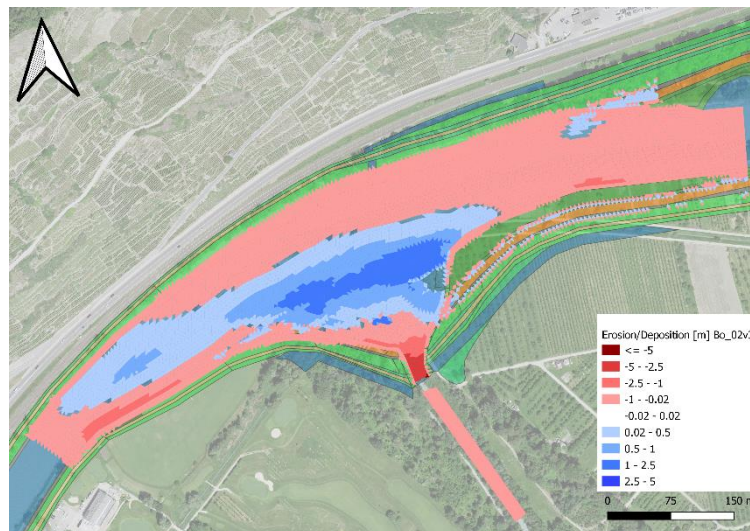 Erosion/Deposition [m] Bo_02v
<= -5
-5 - -2.5
-2.5 - -1
-1 - -0.02
-0.02 - 0.02
0.02 - 0.5
0.5 - 1
1 - 2.5
2.5 - 5
0 75 150 m